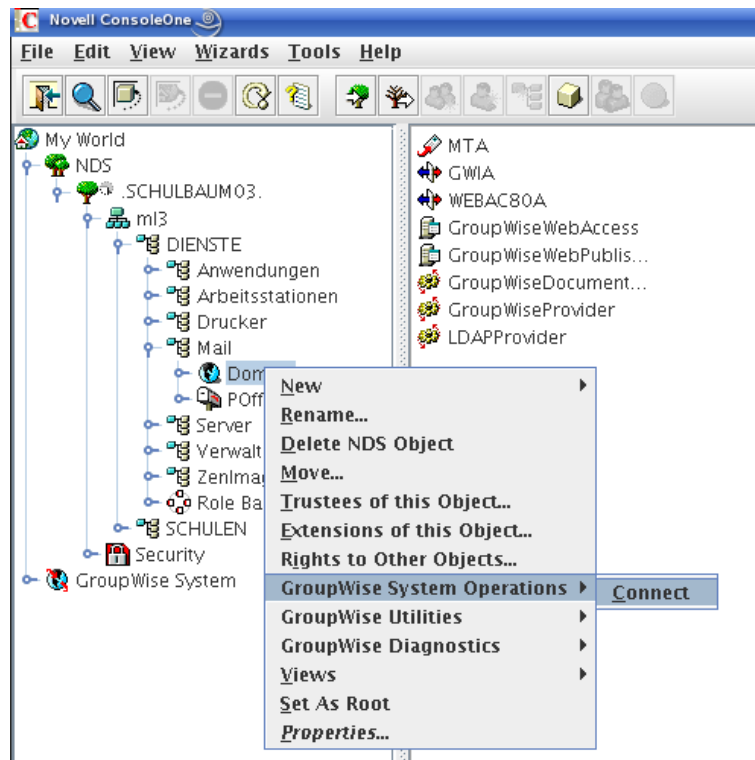 Novell ConsoleOne
File Edit View Wizards Tools Help
My World
NDS
.SCHULBAUM03.
ml3
DIENSTE
Anwendungen
Arbeitsstationen
Drucker
Mail
Dom
POff
Server
Verwalt
ZenIma
Role Ba
SCHULEN
Security
GroupWise System
MTA
GWIA
WEBAC80A
GroupWiseWebAccess
GroupWiseWebPublis...
GroupWiseDocument...
GroupWiseProvider
LDAPProvider
New
Rename...
Delete NDS Object
Move...
Trustees of this Object...
Extensions of this Object...
Rights to Other Objects...
GroupWise System Operations
Connect
GroupWise Utilities
GroupWise Diagnostics
Views
Set As Root
Properties...